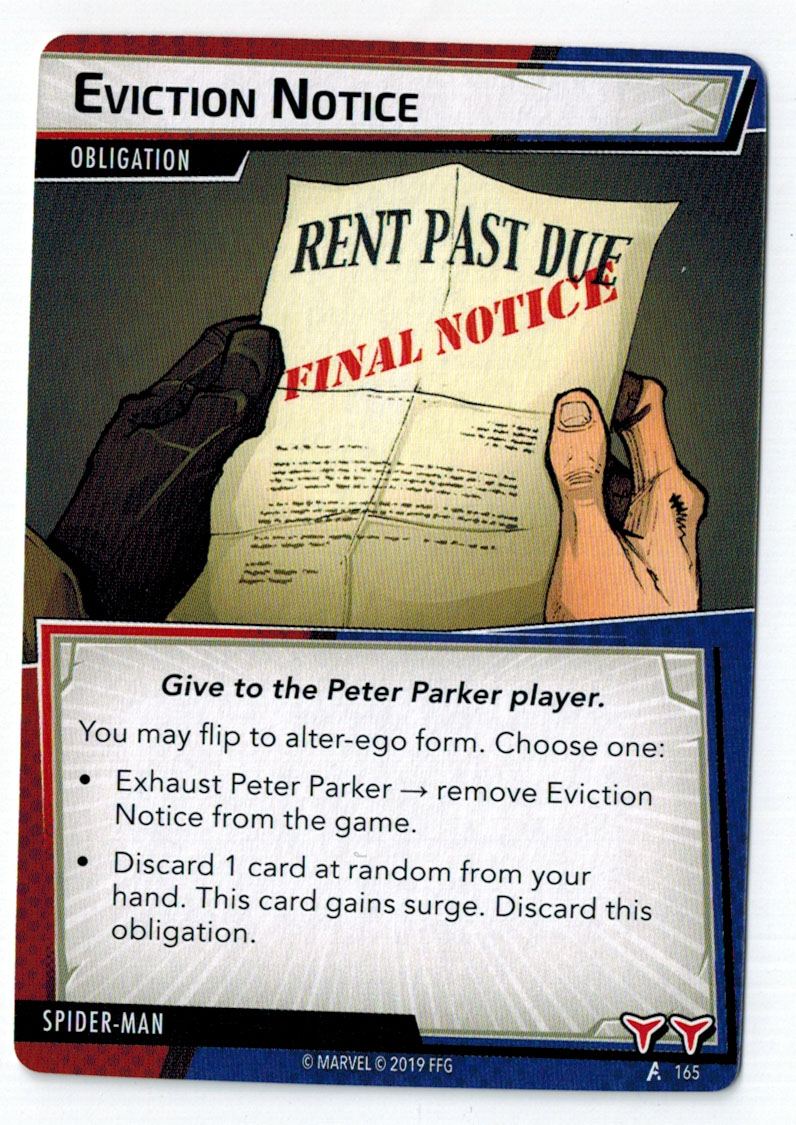 EVICTION NOTICE
OBLIGATION
RENT PAST DUE
FINAL NOTICE
Give to the Peter Parker player.
You may flip to alter-ego form. Choose one:
• Exhaust Peter Parker → remove Eviction
Notice from the game.
• Discard 1 card at random from your
hand. This card gains surge. Discard this
obligation.
SPIDER-MAN
© MARVEL © 2019 FFG
165